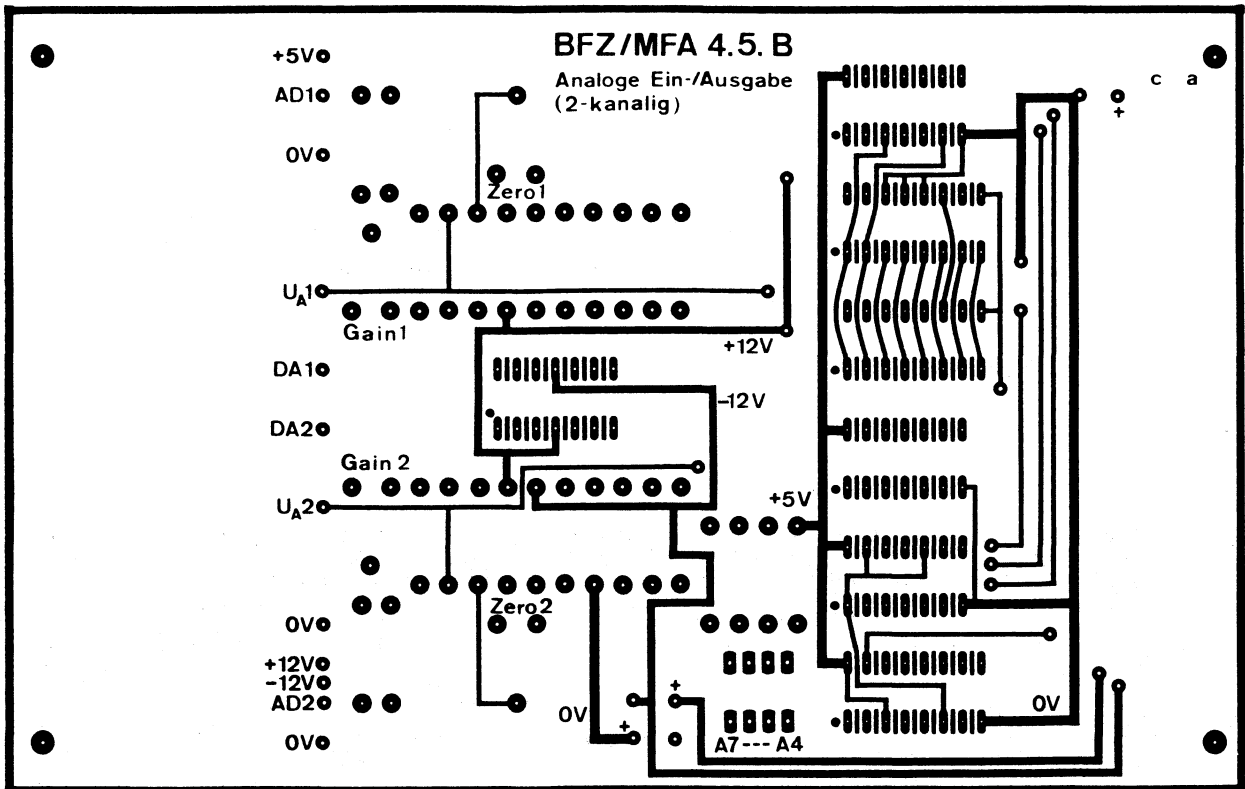 BFZ/MFA 4.5. B
Analoge Ein-/Ausgabe
(2-kanalig)
c a
+
+5V
AD1
0V
Zero1
UA1
Gain1
+12V
DA1
-12V
DA2
Gain 2
UA2
+5V
Zero2
0V
+12V
-12V
AD2
0V
0V
+
+
A7---A4
0V